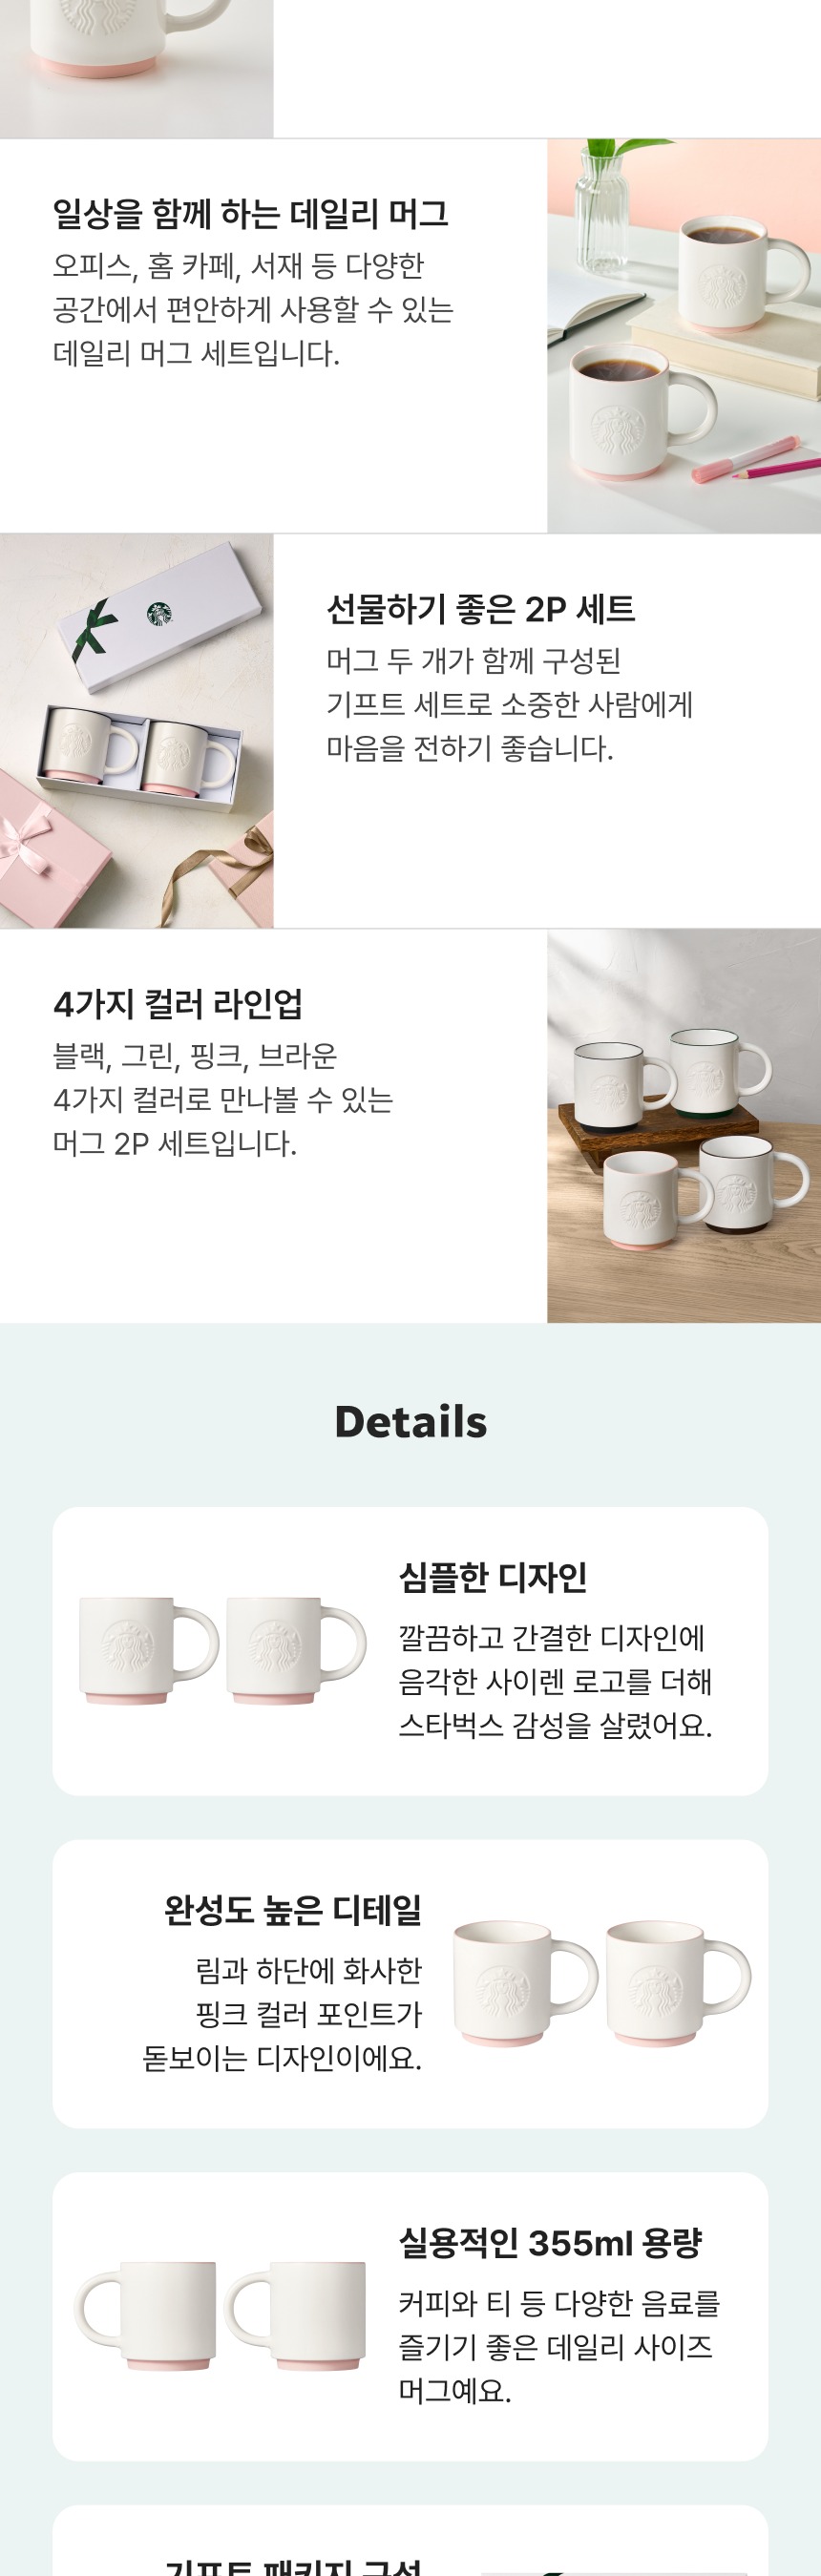 일상을 함께 하는 데일리 머그
오피스, 홈 카페, 서재 등 다양한
공간에서 편안하게 사용할 수 있는
데일리 머그 세트입니다.
선물하기 좋은 2P 세트
머그 두 개가 함께 구성된
기프트 세트로 소중한 사람에게
마음을 전하기 좋습니다.
4가지 컬러 라인업
블랙, 그린, 핑크, 브라운
4가지 컬러로 만나볼 수 있는
머그 2P 세트입니다.
Details
심플한 디자인
깔끔하고 간결한 디자인에
음각한 사이렌 로고를 더해
스타벅스 감성을 살렸어요.
완성도 높은 디테일
림과 하단에 화사한
핑크 컬러 포인트가
돋보이는 디자인이에요.
실용적인 355ml 용량
커피와 티 등 다양한 음료를
즐기기 좋은 데일리 사이즈
머그예요.
기프트 패키지 구성